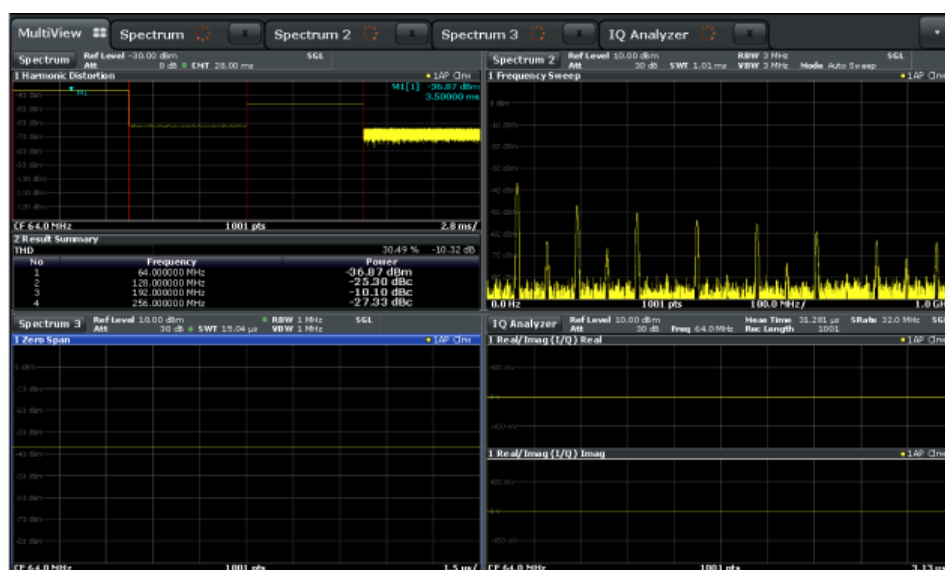 MultiView
Spectrum
Spectrum 2
Spectrum 3
IQ Analyzer
Spectrum Ref Level -30.00 dBm SGL
Att 0 dB CNT 28.00 ms
1 Harmonic Distortion 1AP Clrw
M1[1] -36.87 dBm
3.50000 ms
M1
CF 64.0 MHz 1001 pts 2.8 ms/
2 Result Summary
THD 30.49 % -10.32 dB
No Frequency Power
1 64.000000 MHz -36.87 dBm
2 128.000000 MHz -25.30 dBc
3 192.000000 MHz -10.10 dBc
4 256.000000 MHz -27.33 dBc
Spectrum 2 Ref Level 10.00 dBm RBW 3 MHz SGL
Att 30 dB SWT 1.01 ms VBW 3 MHz Mode Auto Sweep
1 Frequency Sweep 1AP Clrw
0.0 Hz 1001 pts 100.0 MHz/
Spectrum 3 Ref Level 10.00 dBm RBW 1 MHz SGL
Att 30 dB SWT 15.04 µs VBW 1 MHz
1 Zero Span 1AP Clrw
CF 64.0 MHz 1001 pts 1.5 µs/
IQ Analyzer Ref Level 10.00 dBm Meas Time 31.281 µs SRate 32.0 MHz
Att 30 dB Freq 64.0 MHz Rec Length 1001
1 Real/Imag (I/Q) Real 1AP
1 Real/Imag (I/Q) Imag 1AP
CF 64.0 MHz 1001 pts